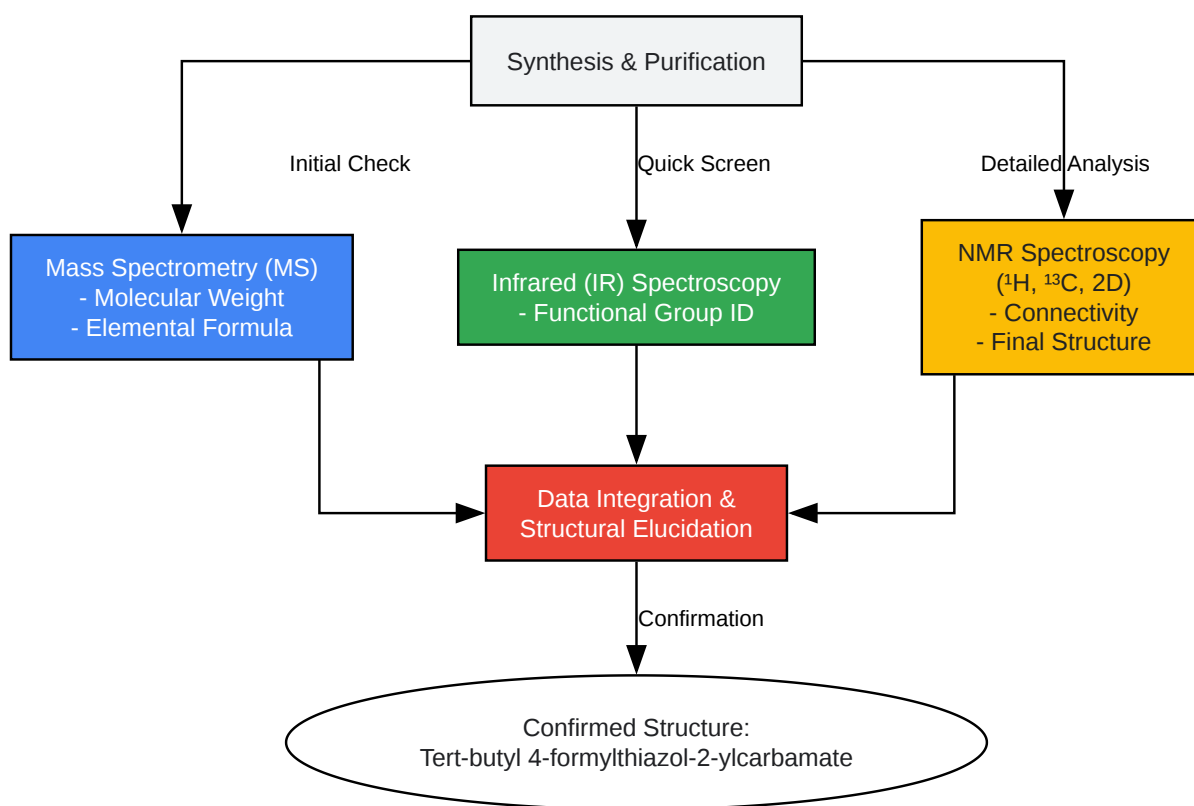 Synthesis & Purification
Initial Check
Quick Screen
Detailed Analysis
Mass Spectrometry (MS)
- Molecular Weight
- Elemental Formula
Infrared (IR) Spectroscopy
- Functional Group ID
NMR Spectroscopy
(¹H, ¹³C, 2D)
- Connectivity
- Final Structure
Data Integration &
Structural Elucidation
Confirmation
Confirmed Structure:
Tert-butyl 4-formylthiazol-2-ylcarbamate